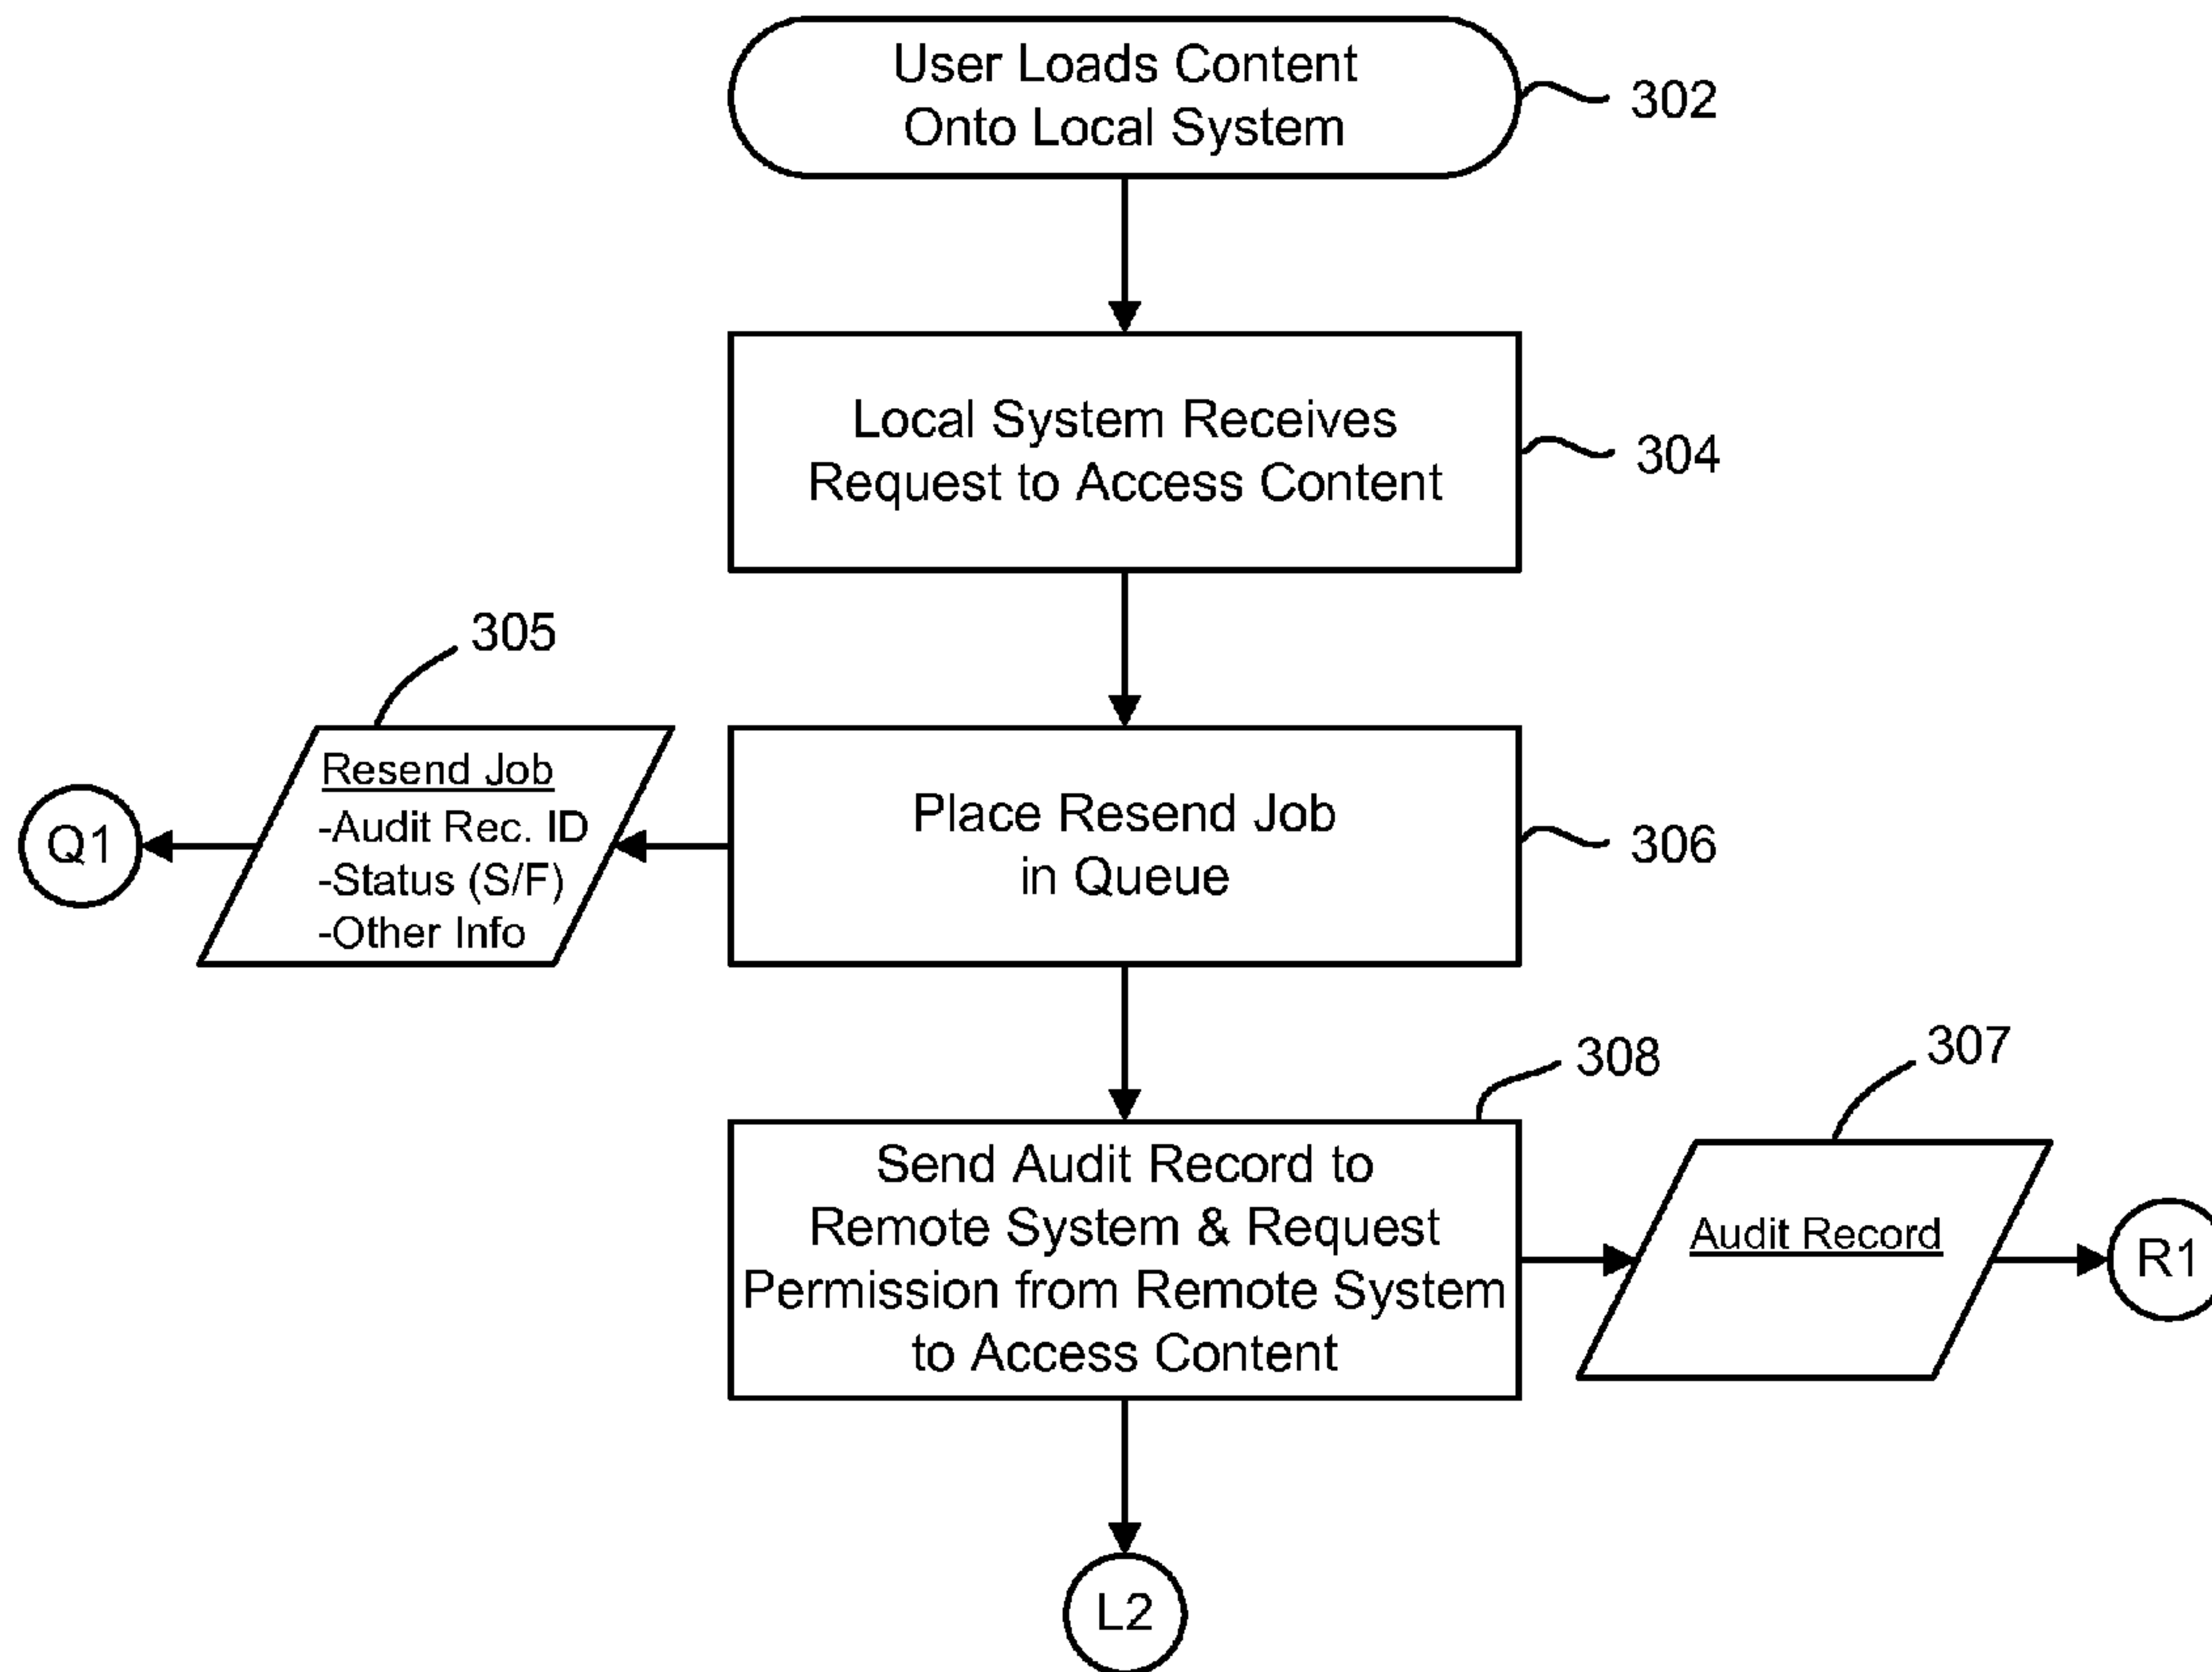 User Loads Content
Onto Local System
302
Local System Receives
Request to Access Content
304
305
Resend Job
-Audit Rec. ID
-Status (S/F)
-Other Info
Q1
Place Resend Job
in Queue
306
308
307
Send Audit Record to
Remote System & Request
Permission from Remote System
to Access Content
Audit Record
R1
L2